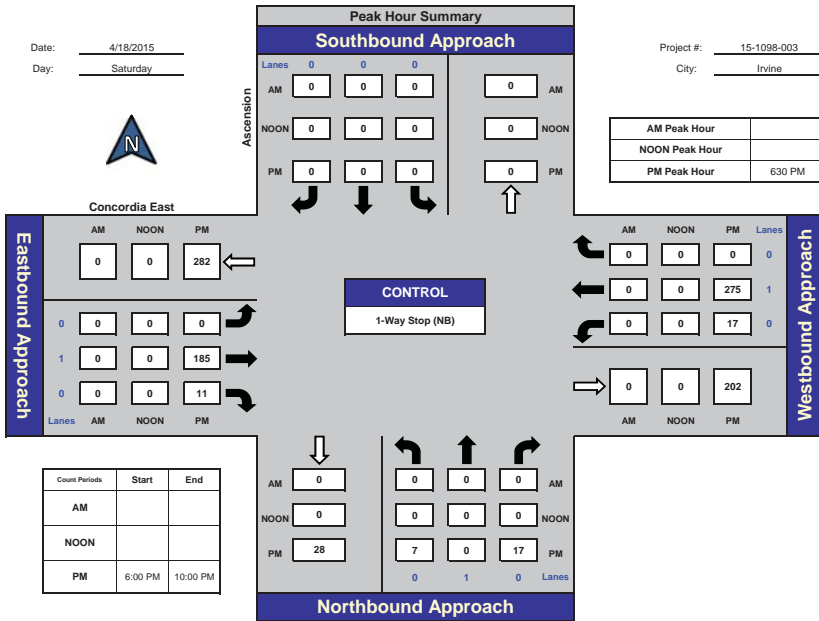 Peak Hour Summary
Southbound Approach
Date: 4/18/2015
Day: Saturday
Project #: 15-1098-003
City: Irvine
N
Ascension
Lanes 0 0 0
AM 0 0 0 0 AM
NOON 0 0 0 0 NOON
PM 0 0 0 0 PM
AM Peak Hour
NOON Peak Hour
PM Peak Hour 630 PM
Concordia East
Eastbound Approach
AM NOON PM
0 0 282
0 0 0 0
1 0 0 185
0 0 0 11
Lanes AM NOON PM
CONTROL
1-Way Stop (NB)
AM NOON PM Lanes
0 0 0 0
0 0 275 1
0 0 17 0
0 0 202
AM NOON PM
Westbound Approach
Count Periods Start End
AM
NOON
PM 6:00 PM 10:00 PM
AM 0 0 0 0 AM
NOON 0 0 0 0 NOON
PM 28 7 0 17 PM
0 1 0 Lanes
Northbound Approach